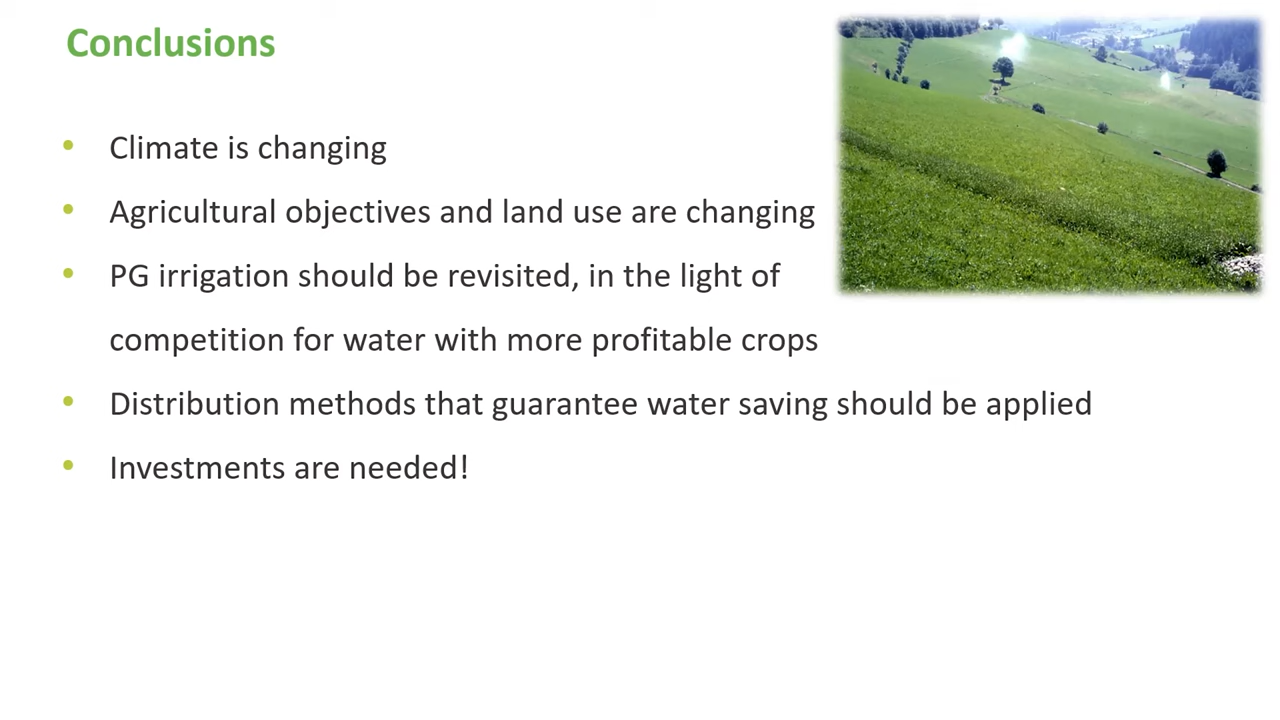 Conclusions
• Climate is changing
• Agricultural objectives and land use are changing
• PG irrigation should be revisited, in the light of
competition for water with more profitable crops
• Distribution methods that guarantee water saving should be applied
• Investments are needed!